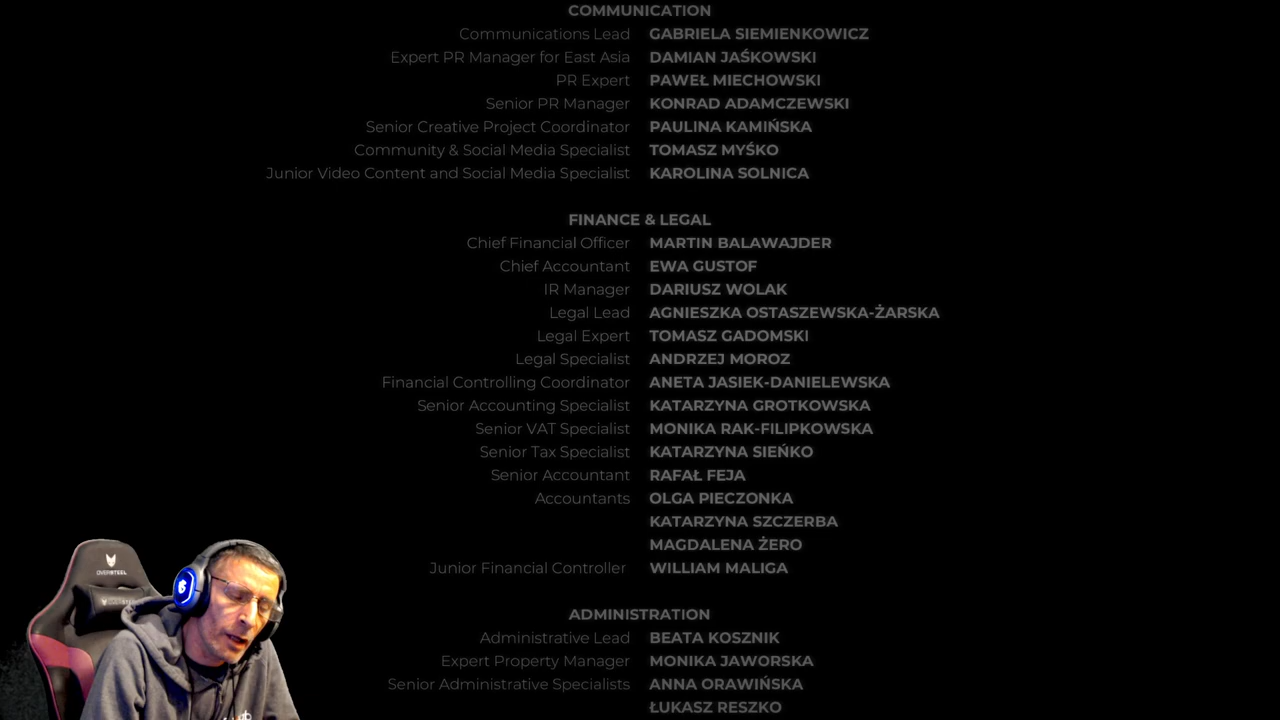 COMMUNICATION
Communications Lead GABRIELA SIEMIENKOWICZ
Expert PR Manager for East Asia DAMIAN JAŚKOWSKI
PR Expert PAWEŁ MIECHOWSKI
Senior PR Manager KONRAD ADAMCZEWSKI
Senior Creative Project Coordinator PAULINA KAMIŃSKA
Community & Social Media Specialist TOMASZ MYŚKO
Junior Video Content and Social Media Specialist KAROLINA SOLNICA
FINANCE & LEGAL
Chief Financial Officer MARTIN BALAWAJDER
Chief Accountant EWA GUSTOF
IR Manager DARIUSZ WOLAK
Legal Lead AGNIESZKA OSTASZEWSKA-ŻARSKA
Legal Expert TOMASZ GADOMSKI
Legal Specialist ANDRZEJ MOROZ
Financial Controlling Coordinator ANETA JASIEK-DANIELEWSKA
Senior Accounting Specialist KATARZYNA GROTKOWSKA
Senior VAT Specialist MONIKA RAK-FILIPKOWSKA
Senior Tax Specialist KATARZYNA SIEŃKO
Senior Accountant RAFAŁ FEJA
Accountants OLGA PIECZONKA
KATARZYNA SZCZERBA
MAGDALENA ŻERO
Junior Financial Controller WILLIAM MALIGA
ADMINISTRATION
Administrative Lead BEATA KOSZNIK
Expert Property Manager MONIKA JAWORSKA
Senior Administrative Specialists ANNA ORAWIŃSKA
ŁUKASZ RESZKO
OVERSTEEL